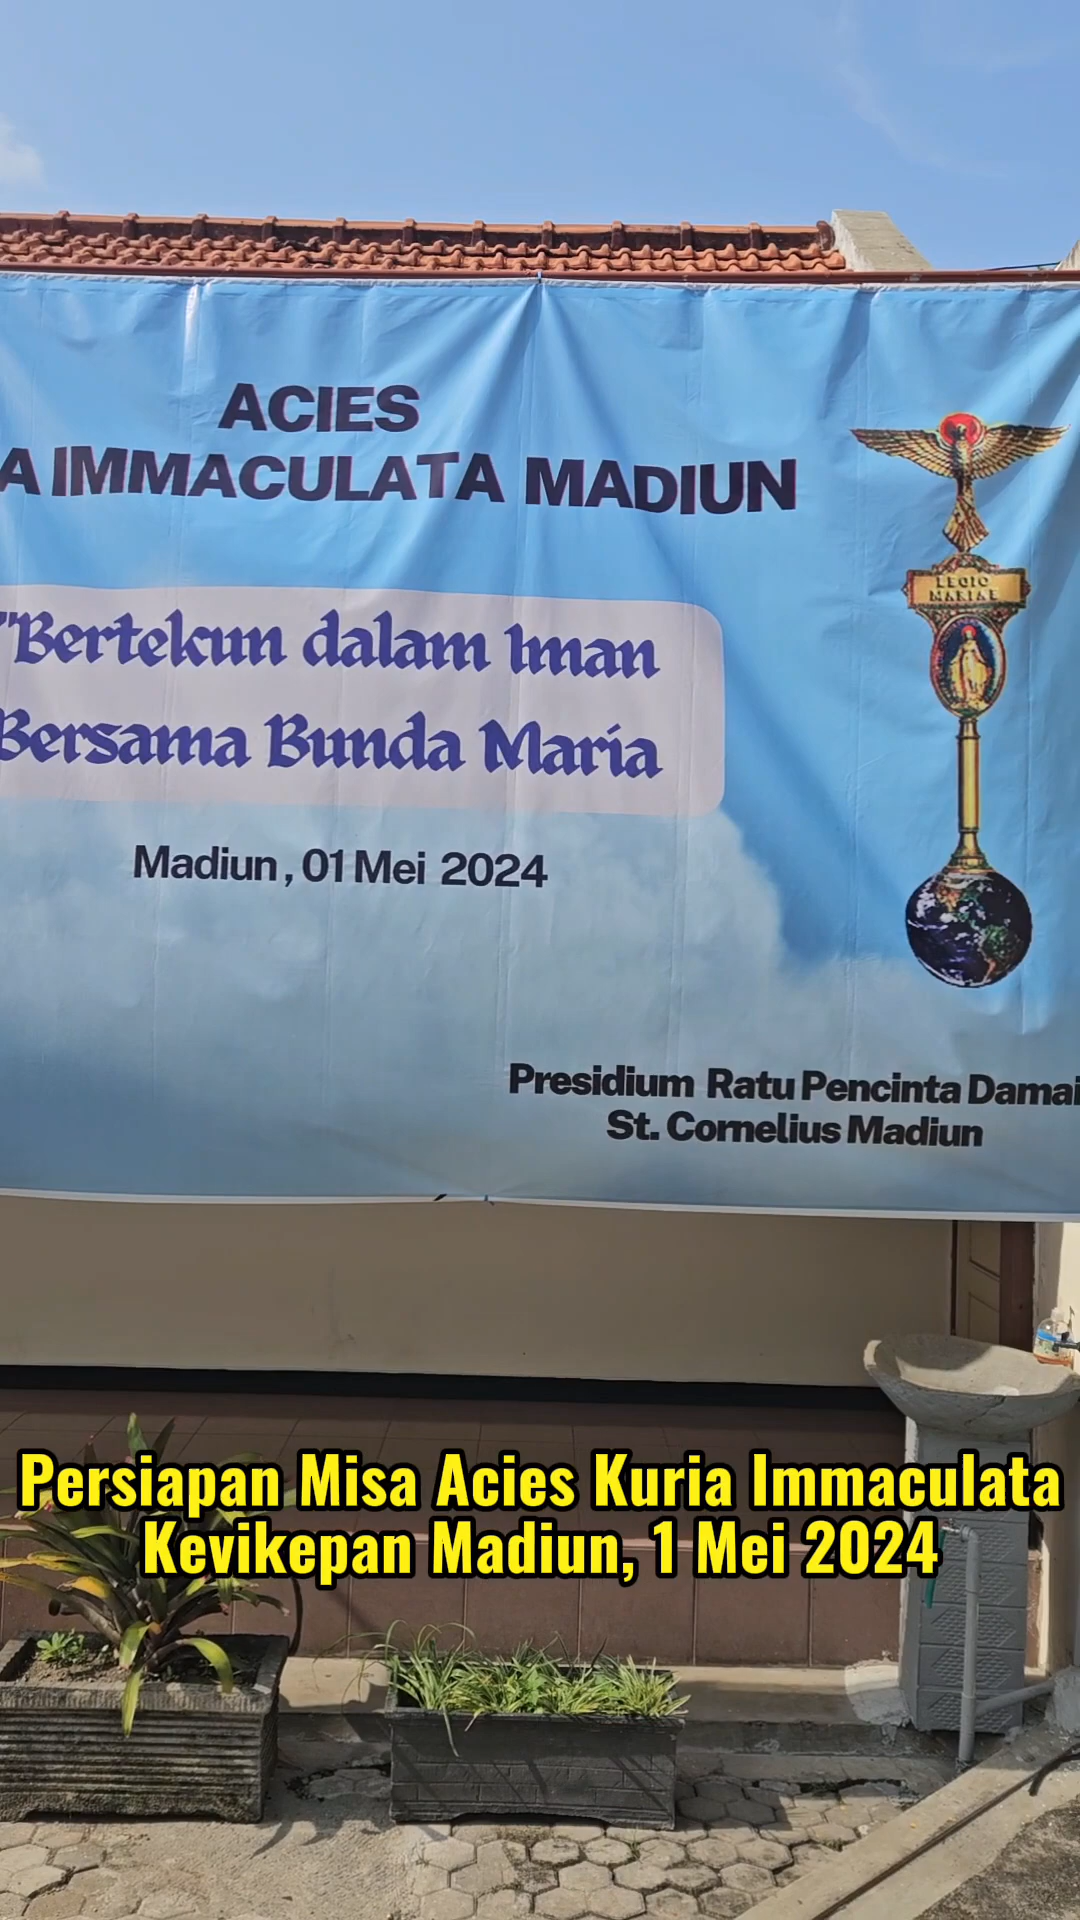 ACIES
A IMMACULATA MADIUN
"Bertekun dalam Iman
Bersama Bunda Maria
Madiun, 01 Mei 2024
LEGIO
MARIAE
Presidium Ratu Pencinta Damai
St. Cornelius Madiun
Persiapan Misa Acies Kuria Immaculata
Kevikepan Madiun, 1 Mei 2024